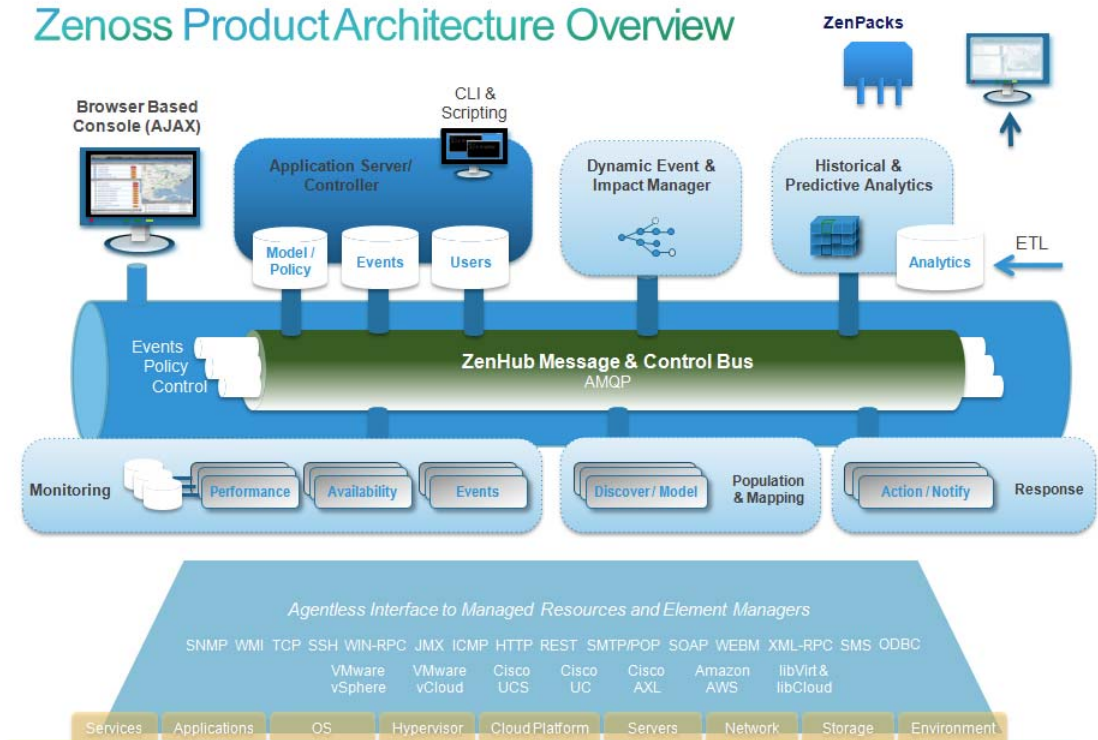 Zenoss Product Architecture Overview
ZenPacks
Browser Based
Console (AJAX)
CLI &
Scripting
Application Server/
Controller
Dynamic Event &
Impact Manager
Historical &
Predictive Analytics
Model /
Policy
Events
Users
Analytics
ETL
Events
Policy
Control
ZenHub Message & Control Bus
AMQP
Monitoring
Performance
Availability
Events
Discover / Model
Population
& Mapping
Action / Notify
Response
Agentless Interface to Managed Resources and Element Managers
SNMP WMI TCP SSH WIN-RPC JMX ICMP HTTP REST SMTP/POP SOAP WEBM XML-RPC SMS ODBC
VMware
vSphere
VMware
vCloud
Cisco
UCS
Cisco
UC
Cisco
AXL
Amazon
AWS
libVirt &
libCloud
Services
Applications
OS
Hypervisor
Cloud Platform
Servers
Network
Storage
Environment